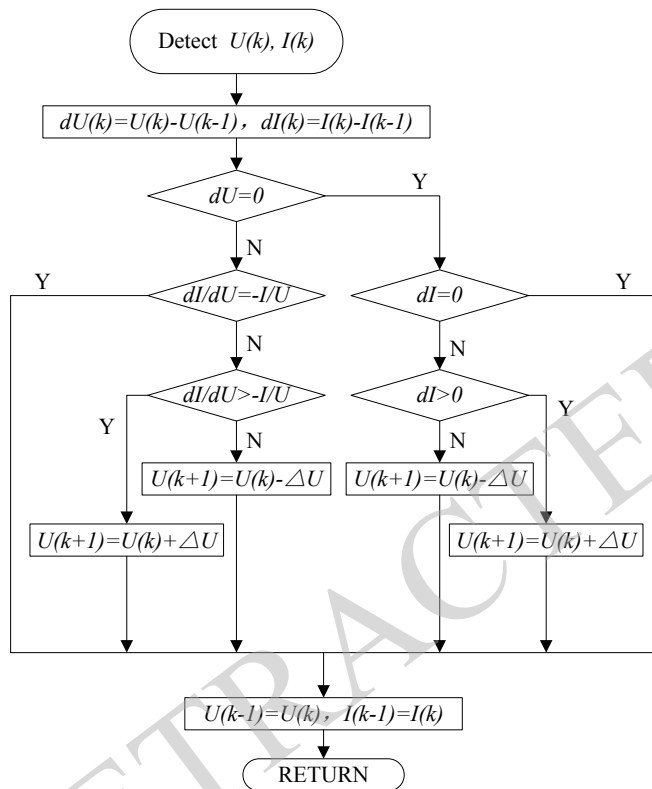 Detect U(k), I(k)
dU(k)=U(k)-U(k-1)，dI(k)=I(k)-I(k-1)
dU=0
Y
N
Y
dI/dU=-I/U
dI=0
Y
N
N
dI/dU>-I/U
dI>0
Y
Y
N
N
U(k+1)=U(k)-△U
U(k+1)=U(k)-△U
U(k+1)=U(k)+△U
U(k+1)=U(k)+△U
U(k-1)=U(k)，I(k-1)=I(k)
RETURN